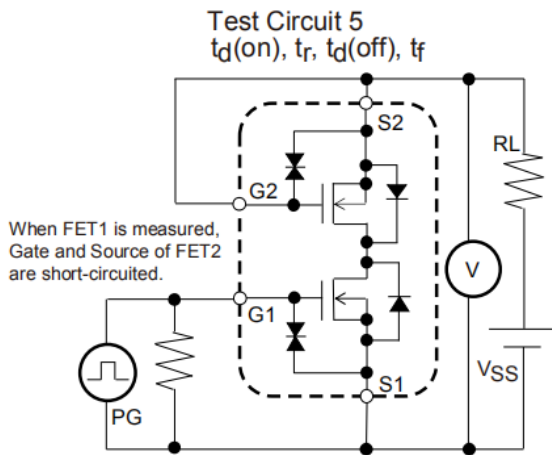 Test Circuit 5
td(on), tr, td(off), tf
S2
RL
G2
When FET1 is measured,
Gate and Source of FET2
are short-circuited.
V
G1
VSS
S1
PG